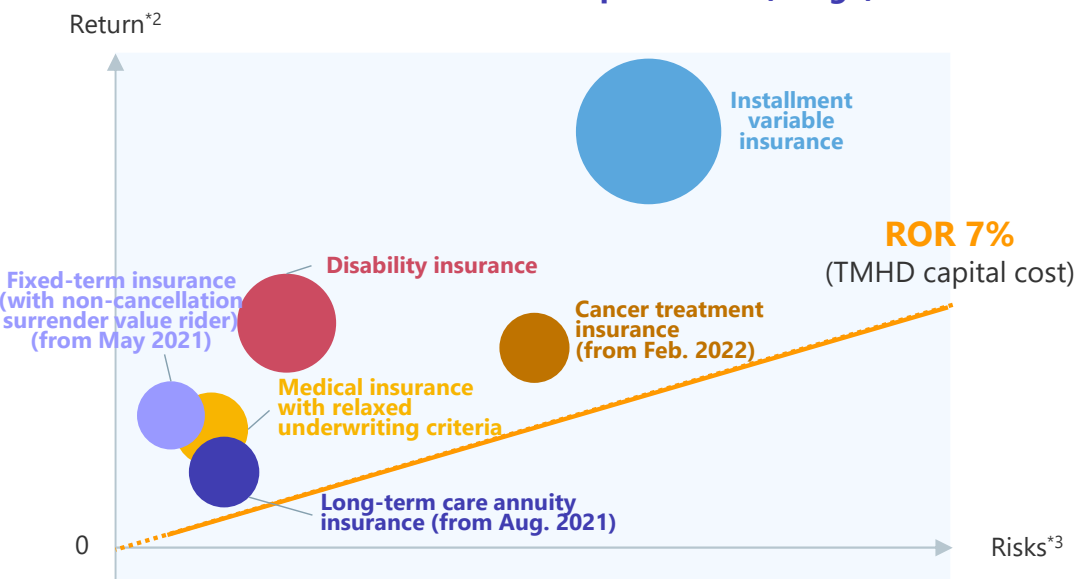 Return*2
Installment
variable
insurance
ROR 7%
(TMHD capital cost)
Disability insurance
Fixed-term insurance
(with non-cancellation
surrender value rider)
(from May 2021)
Cancer treatment
insurance
(from Feb. 2022)
Medical insurance
with relaxed
underwriting criteria
Long-term care annuity
insurance (from Aug. 2021)
0
Risks*3